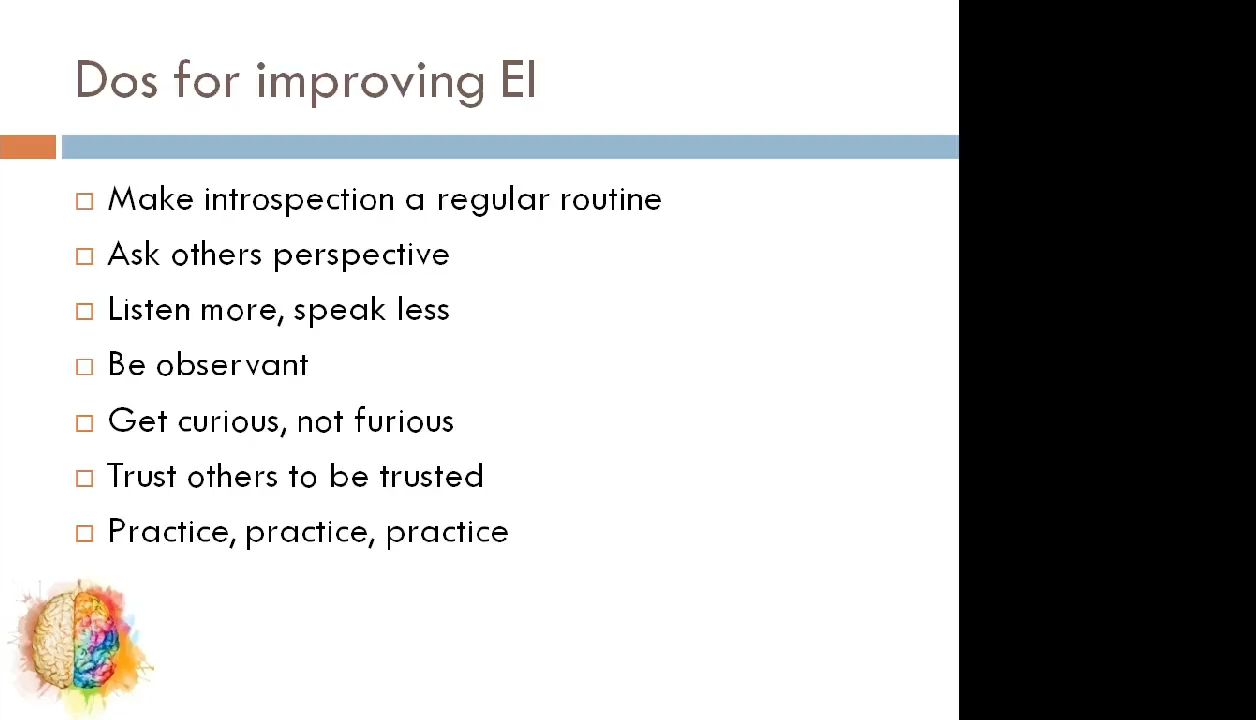 Dos for improving EI
Make introspection a regular routine
Ask others perspective
Listen more, speak less
Be observant
Get curious, not furious
Trust others to be trusted
Practice, practice, practice